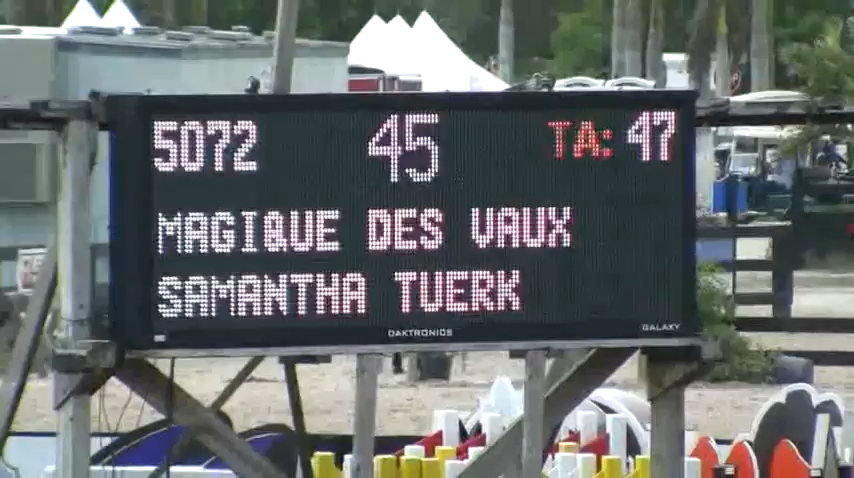 5072 45 TA: 47
MAGIQUE DES VAUX
SAMANTHA TUERK
DAKTRONICS GALAXY